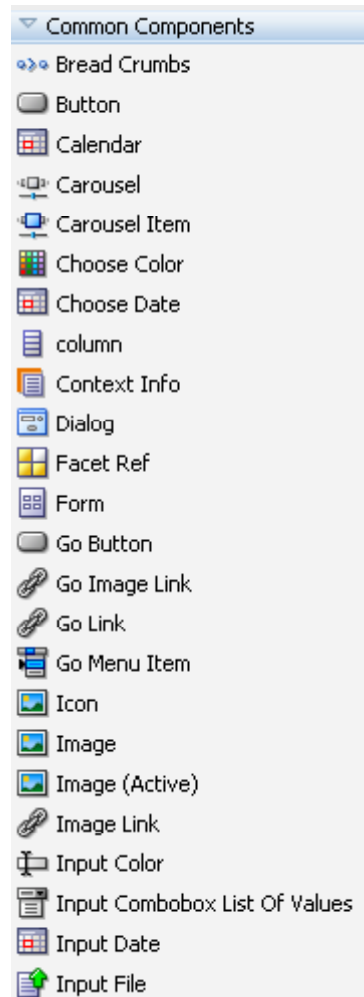 Common Components
Bread Crumbs
Button
Calendar
Carousel
Carousel Item
Choose Color
Choose Date
column
Context Info
Dialog
Facet Ref
Form
Go Button
Go Image Link
Go Link
Go Menu Item
Icon
Image
Image (Active)
Image Link
Input Color
Input Combobox List Of Values
Input Date
Input File